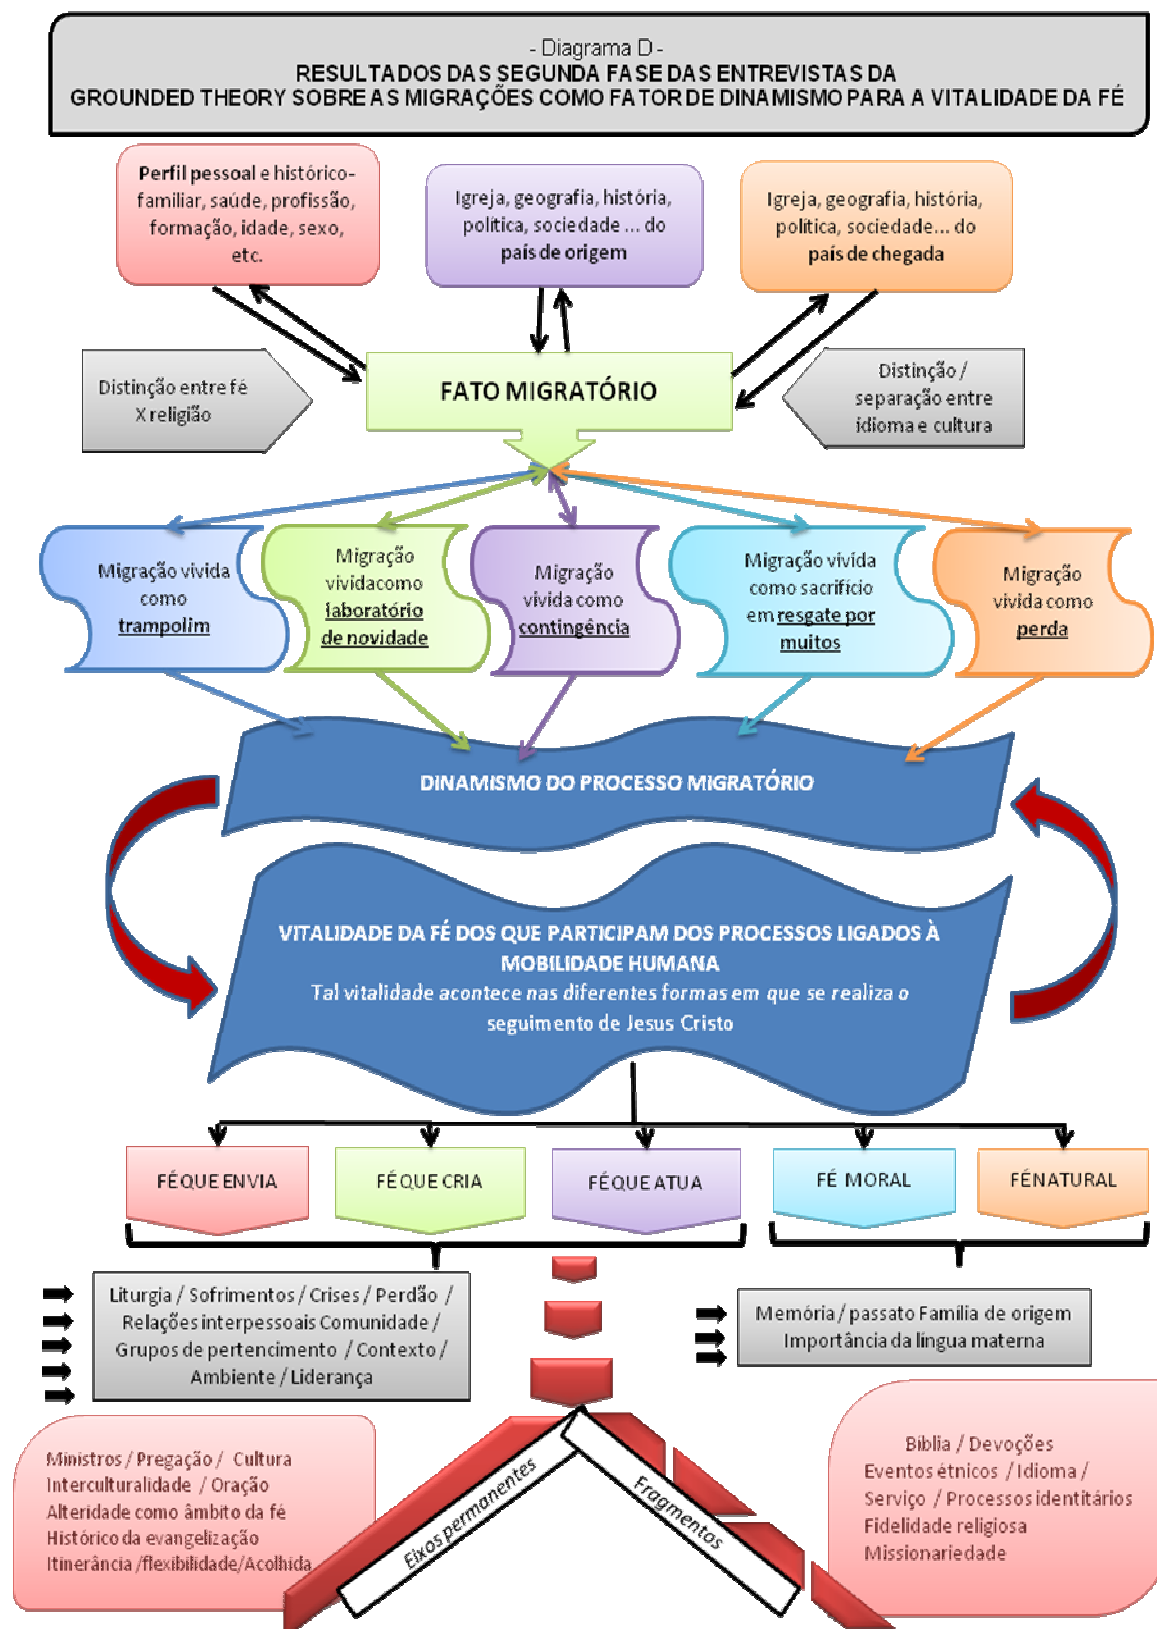 - Diagrama D -
RESULTADOS DAS SEGUNDA FASE DAS ENTREVISTAS DA
GROUNDED THEORY SOBRE AS MIGRAÇÕES COMO FATOR DE DINAMISMO PARA A VITALIDADE DA FÉ
Perfil pessoal e histórico-
familiar, saúde, profissão,
formação, idade, sexo,
etc.
Igreja, geografia, história,
política, sociedade ... do
país de origem
Igreja, geografia, história,
política, sociedade... do
país de chegada
Distinção entre fé
X religião
FATO MIGRATÓRIO
Distinção /
separação entre
idioma e cultura
Migração vivida
como
trampolim
Migração
vividacomo
laboratório
de novidade
Migração
vivida como
contingência
Migração vivída
como sacrifício
em resgate por
muitos
Migração
vivida como
perda
DINAMISMO DO PROCESSO MIGRATÓRIO
VITALIDADE DA FÉ DOS QUE PARTICIPAM DOS PROCESSOS LIGADOS À
MOBILIDADE HUMANA
Tal vitalidade acontece nas diferentes formas em que se realiza o
seguimento de Jesus Cristo
FÉ QUE ENVIA
FÉ QUE CRIA
FÉ QUE ATUA
FÉ MORAL
FÉ NATURAL
Liturgia / Sofrimentos / Crises / Perdão /
Relações interpessoais Comunidade /
Grupos de pertencimento / Contexto /
Ambiente / Liderança
Memória / passato Família de origem
Importância da língua materna
Ministros / Pregação / Cultura
Interculturalidade / Oração
Alteridade como âmbito da fé
Histórico da evangelização
Itinerância /flexibilidade/Acolhida
Eixos permanentes
Fragmentos
Bíblia / Devoções
Eventos étnicos / Idioma /
Serviço / Processos identitários
Fidelidade religiosa
Missionariedade